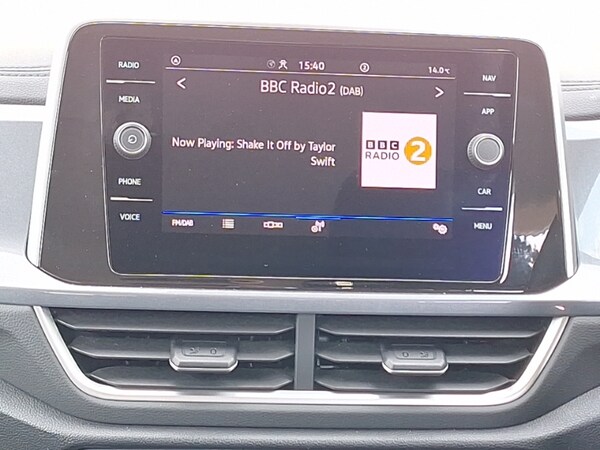 RADIO
MEDIA
PHONE
VOICE
15:40
14.0°C
BBC Radio2 (DAB)
Now Playing: Shake It Off by Taylor
Swift
BBC
RADIO 2
FM/DAB
NAV
APP
CAR
MENU